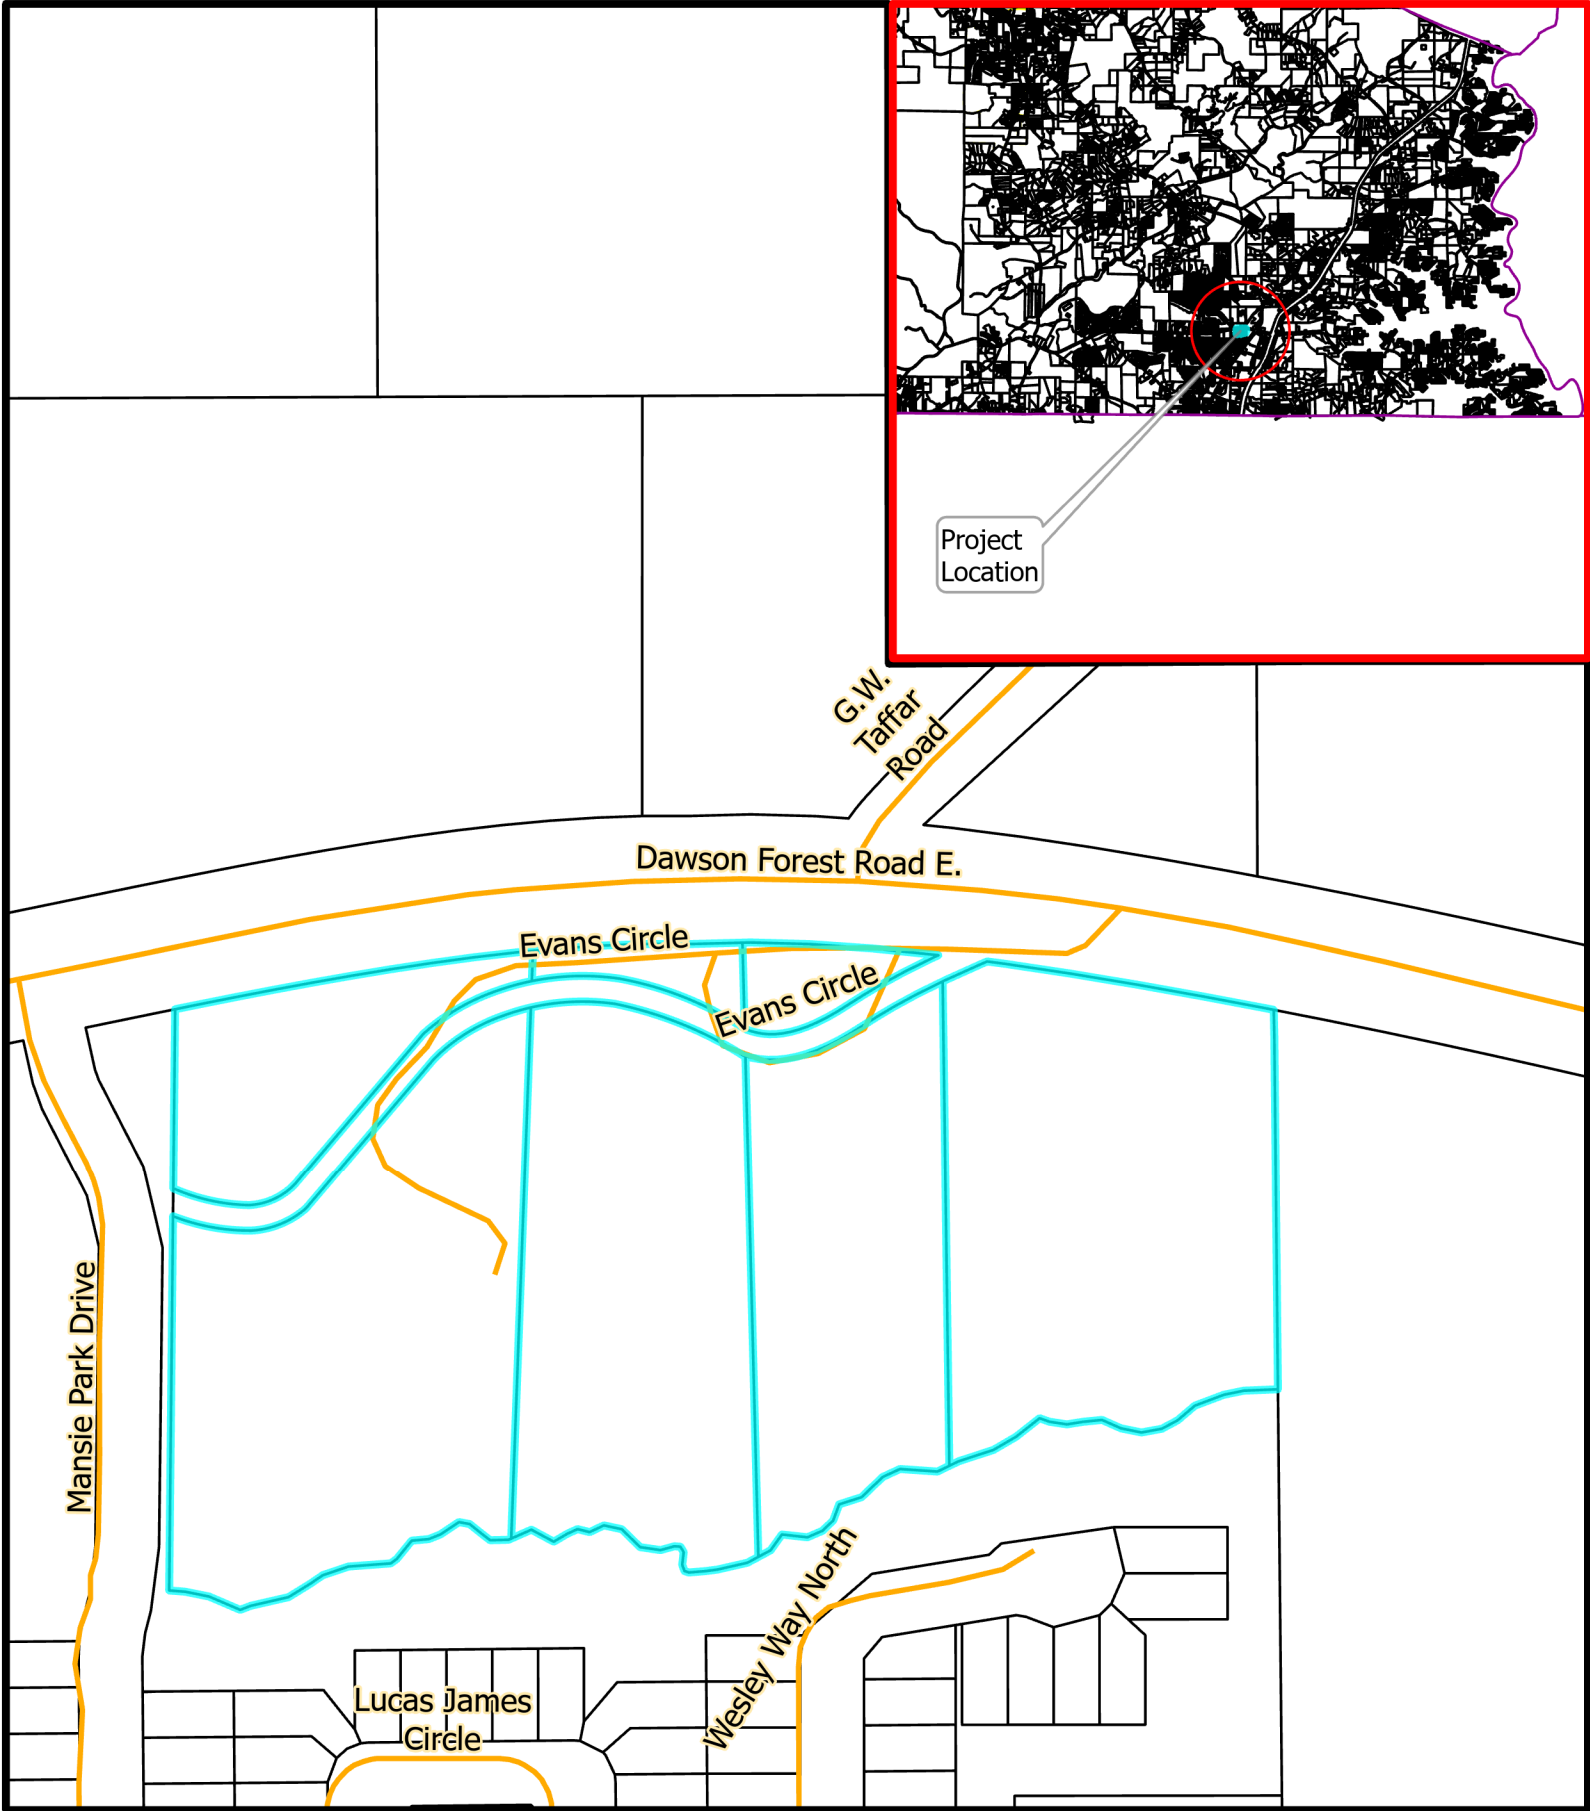 Project
Location
G.W.
Taffar
Road
Dawson Forest Road E.
Evans Circle
Evans Circle
Mansie Park Drive
Wesley Way North
Lucas James
Circle